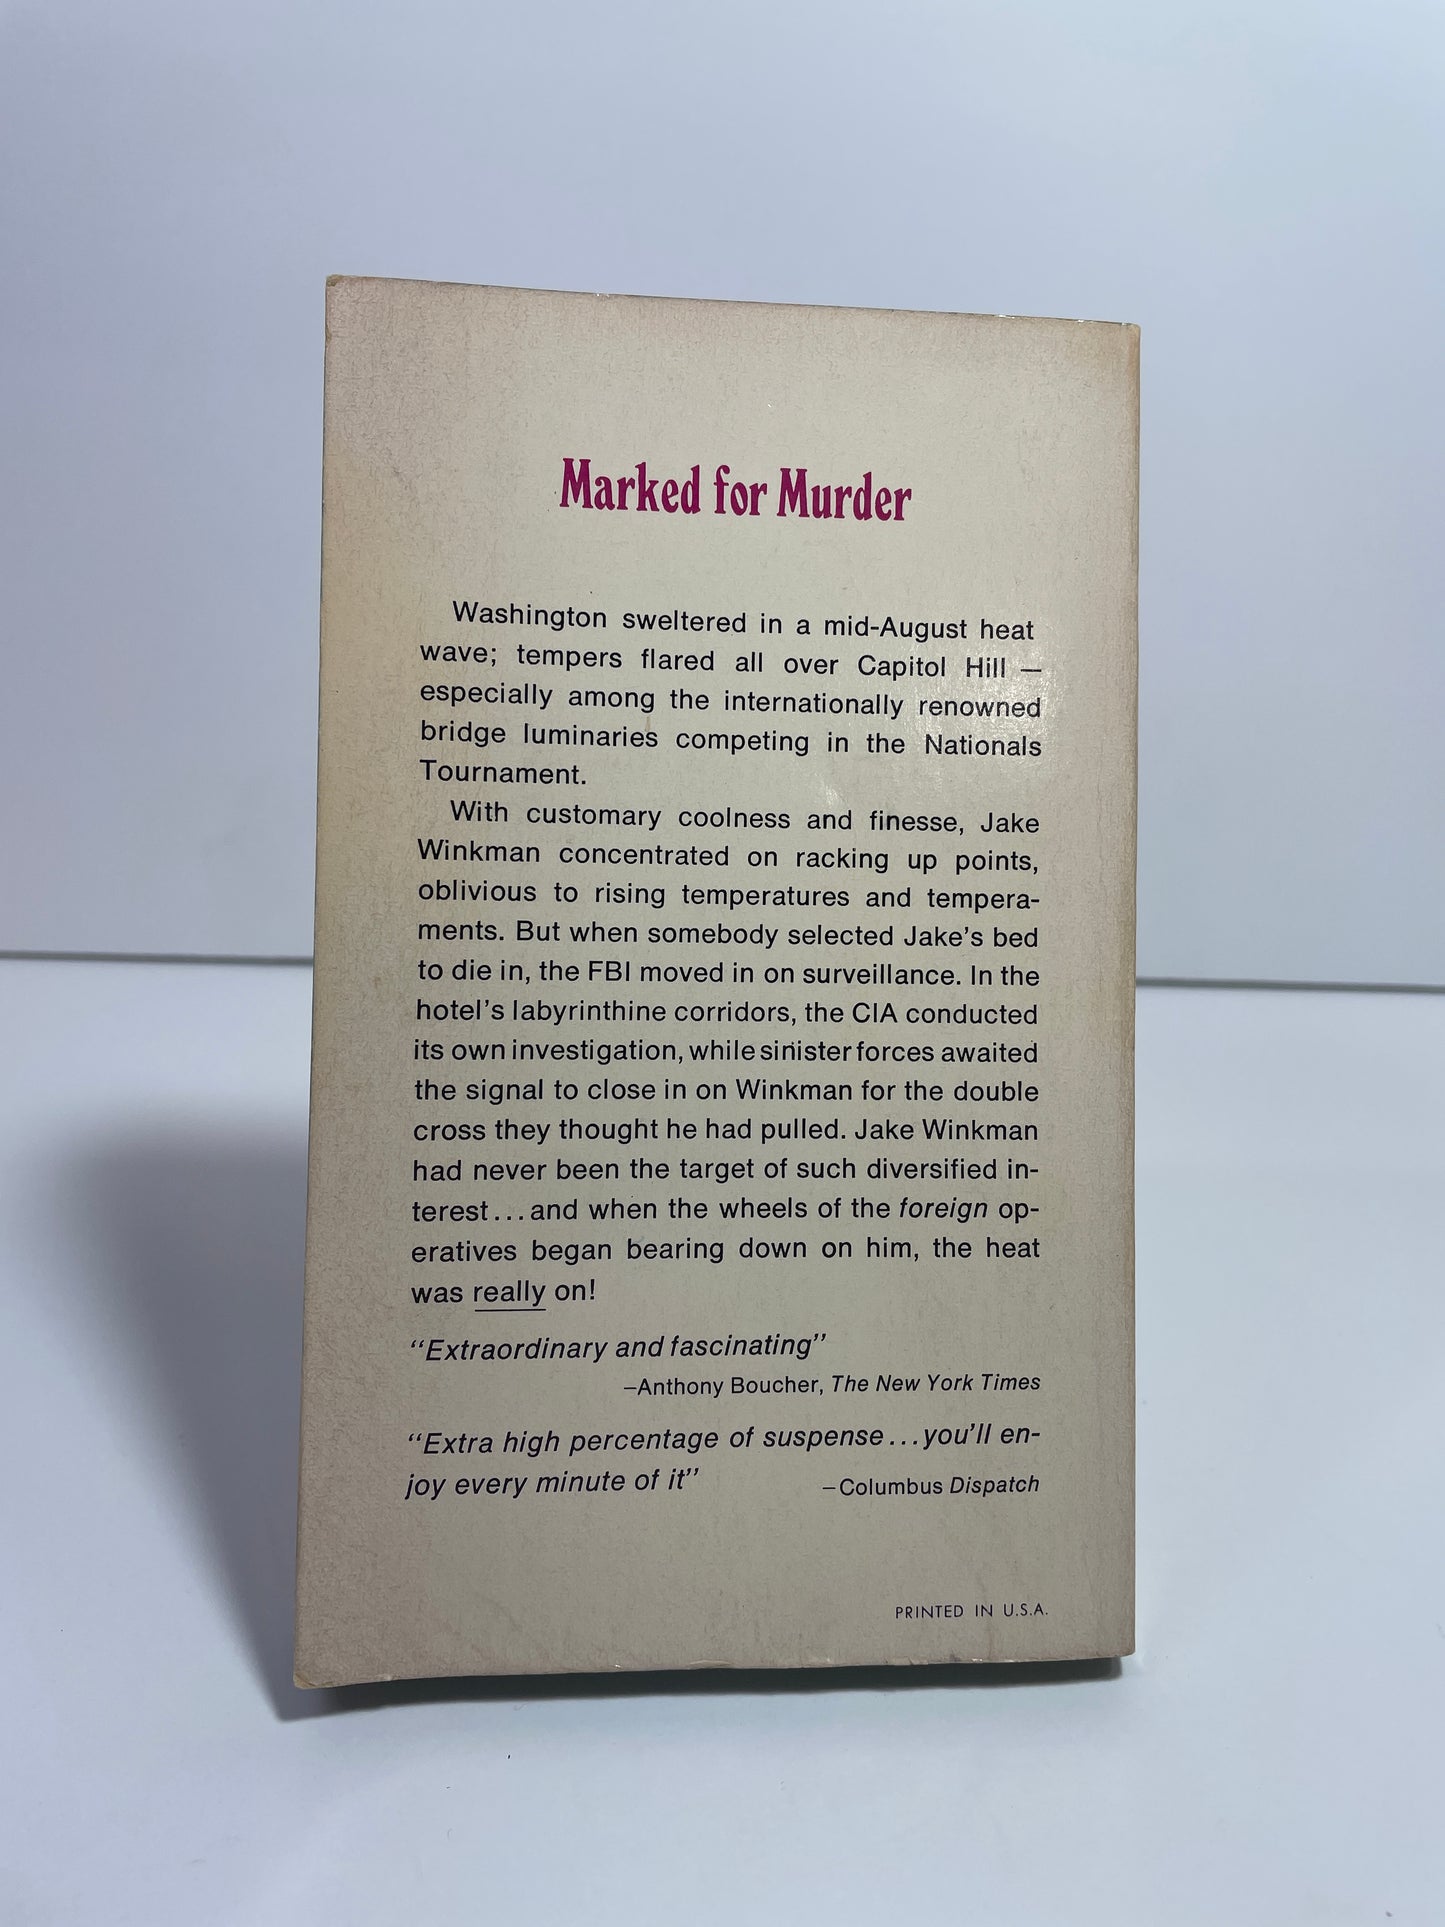 Marked for Murder
Washington sweltered in a mid-August heat
wave; tempers flared all over Capitol Hill —
especially among the internationally renowned
bridge luminaries competing in the Nationals
Tournament.
With customary coolness and finesse, Jake
Winkman concentrated on racking up points,
oblivious to rising temperatures and tempera-
ments. But when somebody selected Jake's bed
to die in, the FBI moved in on surveillance. In the
hotel's labyrinthine corridors, the CIA conducted
its own investigation, while sinister forces awaited
the signal to close in on Winkman for the double
cross they thought he had pulled. Jake Winkman
had never been the target of such diversified in-
terest...and when the wheels of the foreign op-
eratives began bearing down on him, the heat
was really on!
“Extraordinary and fascinating”
—Anthony Boucher, The New York Times
“Extra high percentage of suspense...you'll en-
joy every minute of it” —Columbus Dispatch
PRINTED IN U.S.A.